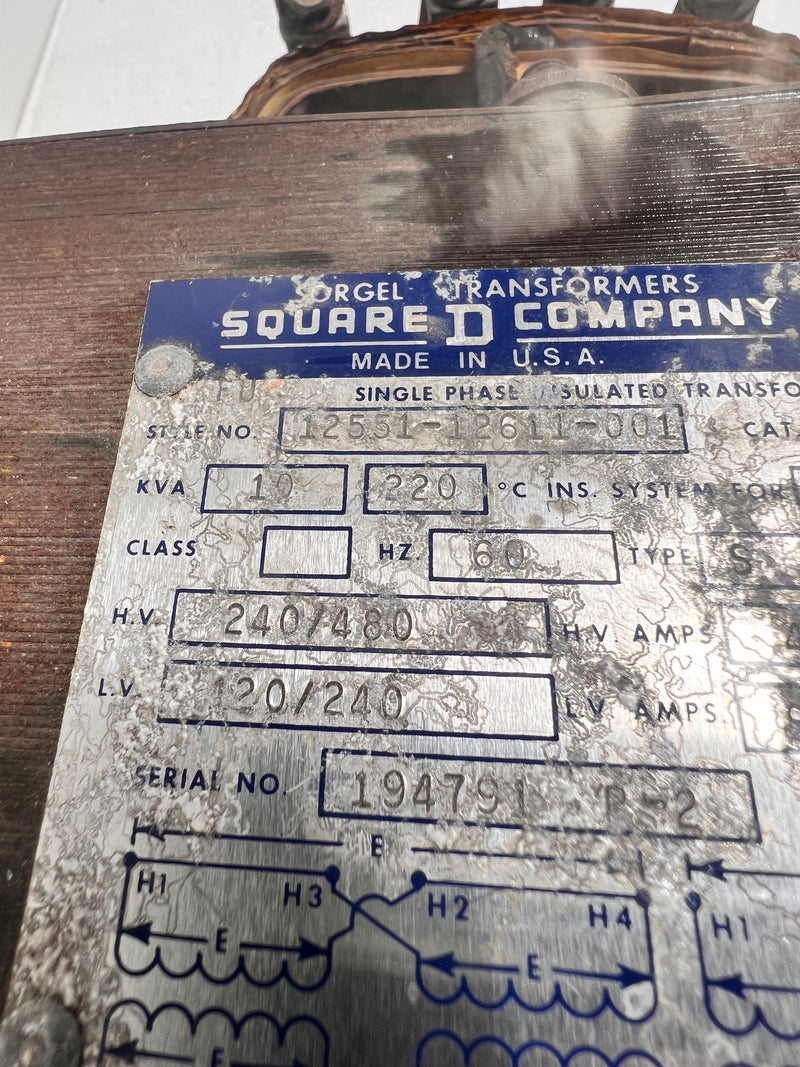 SORGEL TRANSFORMERS
SQUARE D COMPANY
MADE IN U.S.A.
SINGLE PHASE INSULATED TRANSFO
STYLE NO. 12551-12611-001 CAT.
KVA 10 220 °C INS. SYSTEM FOR
CLASS HZ. 60 TYPE S
H.V. 240/480 H.V. AMPS
L.V. 120/240 L.V. AMPS.
SERIAL NO. 194791 P-2
E
H1 H3 H2 H4 H1
E E
E